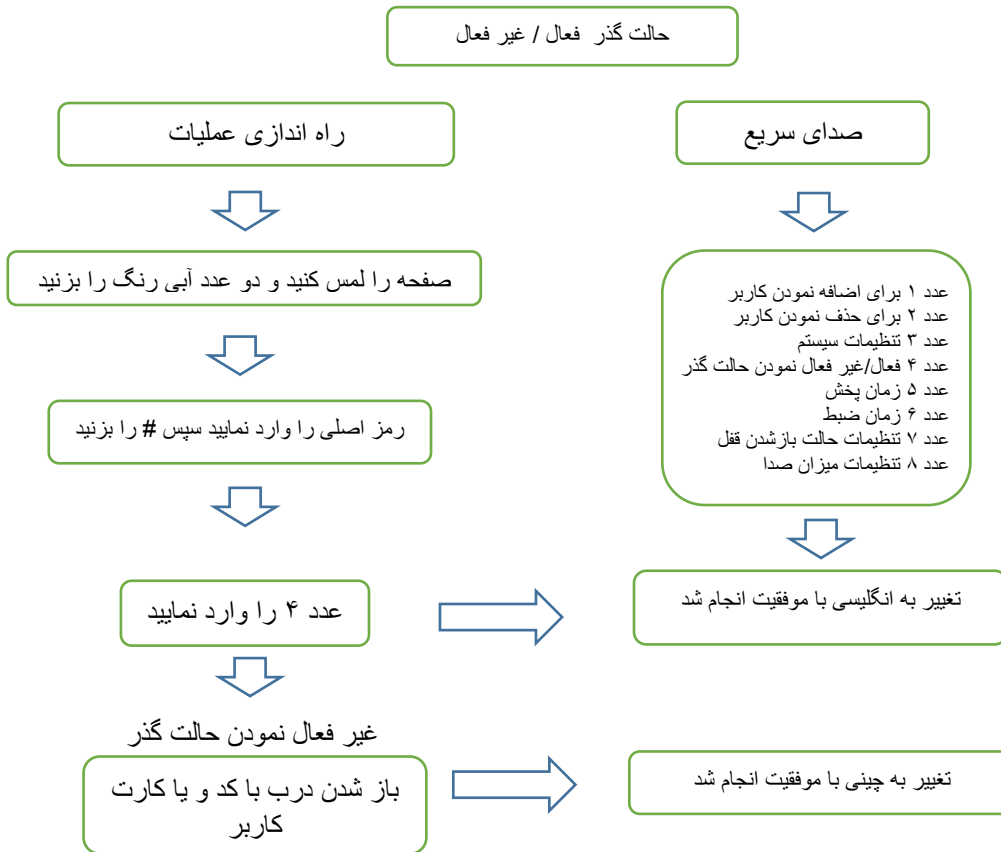 حالت گذر فعال / غیر فعال
صدای سریع
راه اندازی عملیات
صفحه را لمس کنید و دو عدد آبی رنگ را بزنید
عدد ۱ برای اضافه نمودن کاربر
عدد ۲ برای حذف نمودن کاربر
عدد ۳ تنظیمات سیستم
عدد ۴ فعال/غیر فعال نمودن حالت گذر
عدد ۵ زمان پخش
عدد ۶ زمان ضبط
عدد ۷ تنظیمات حالت بازشدن قفل
عدد ۸ تنظیمات میزان صدا
رمز اصلی را وارد نمایید سپس # را بزنید
عدد ۴ را وارد نمایید
تغییر به انگلیسی با موفقیت انجام شد
غیر فعال نمودن حالت گذر
باز شدن درب با کد و یا کارت
کاربر
تغییر به چینی با موفقیت انجام شد